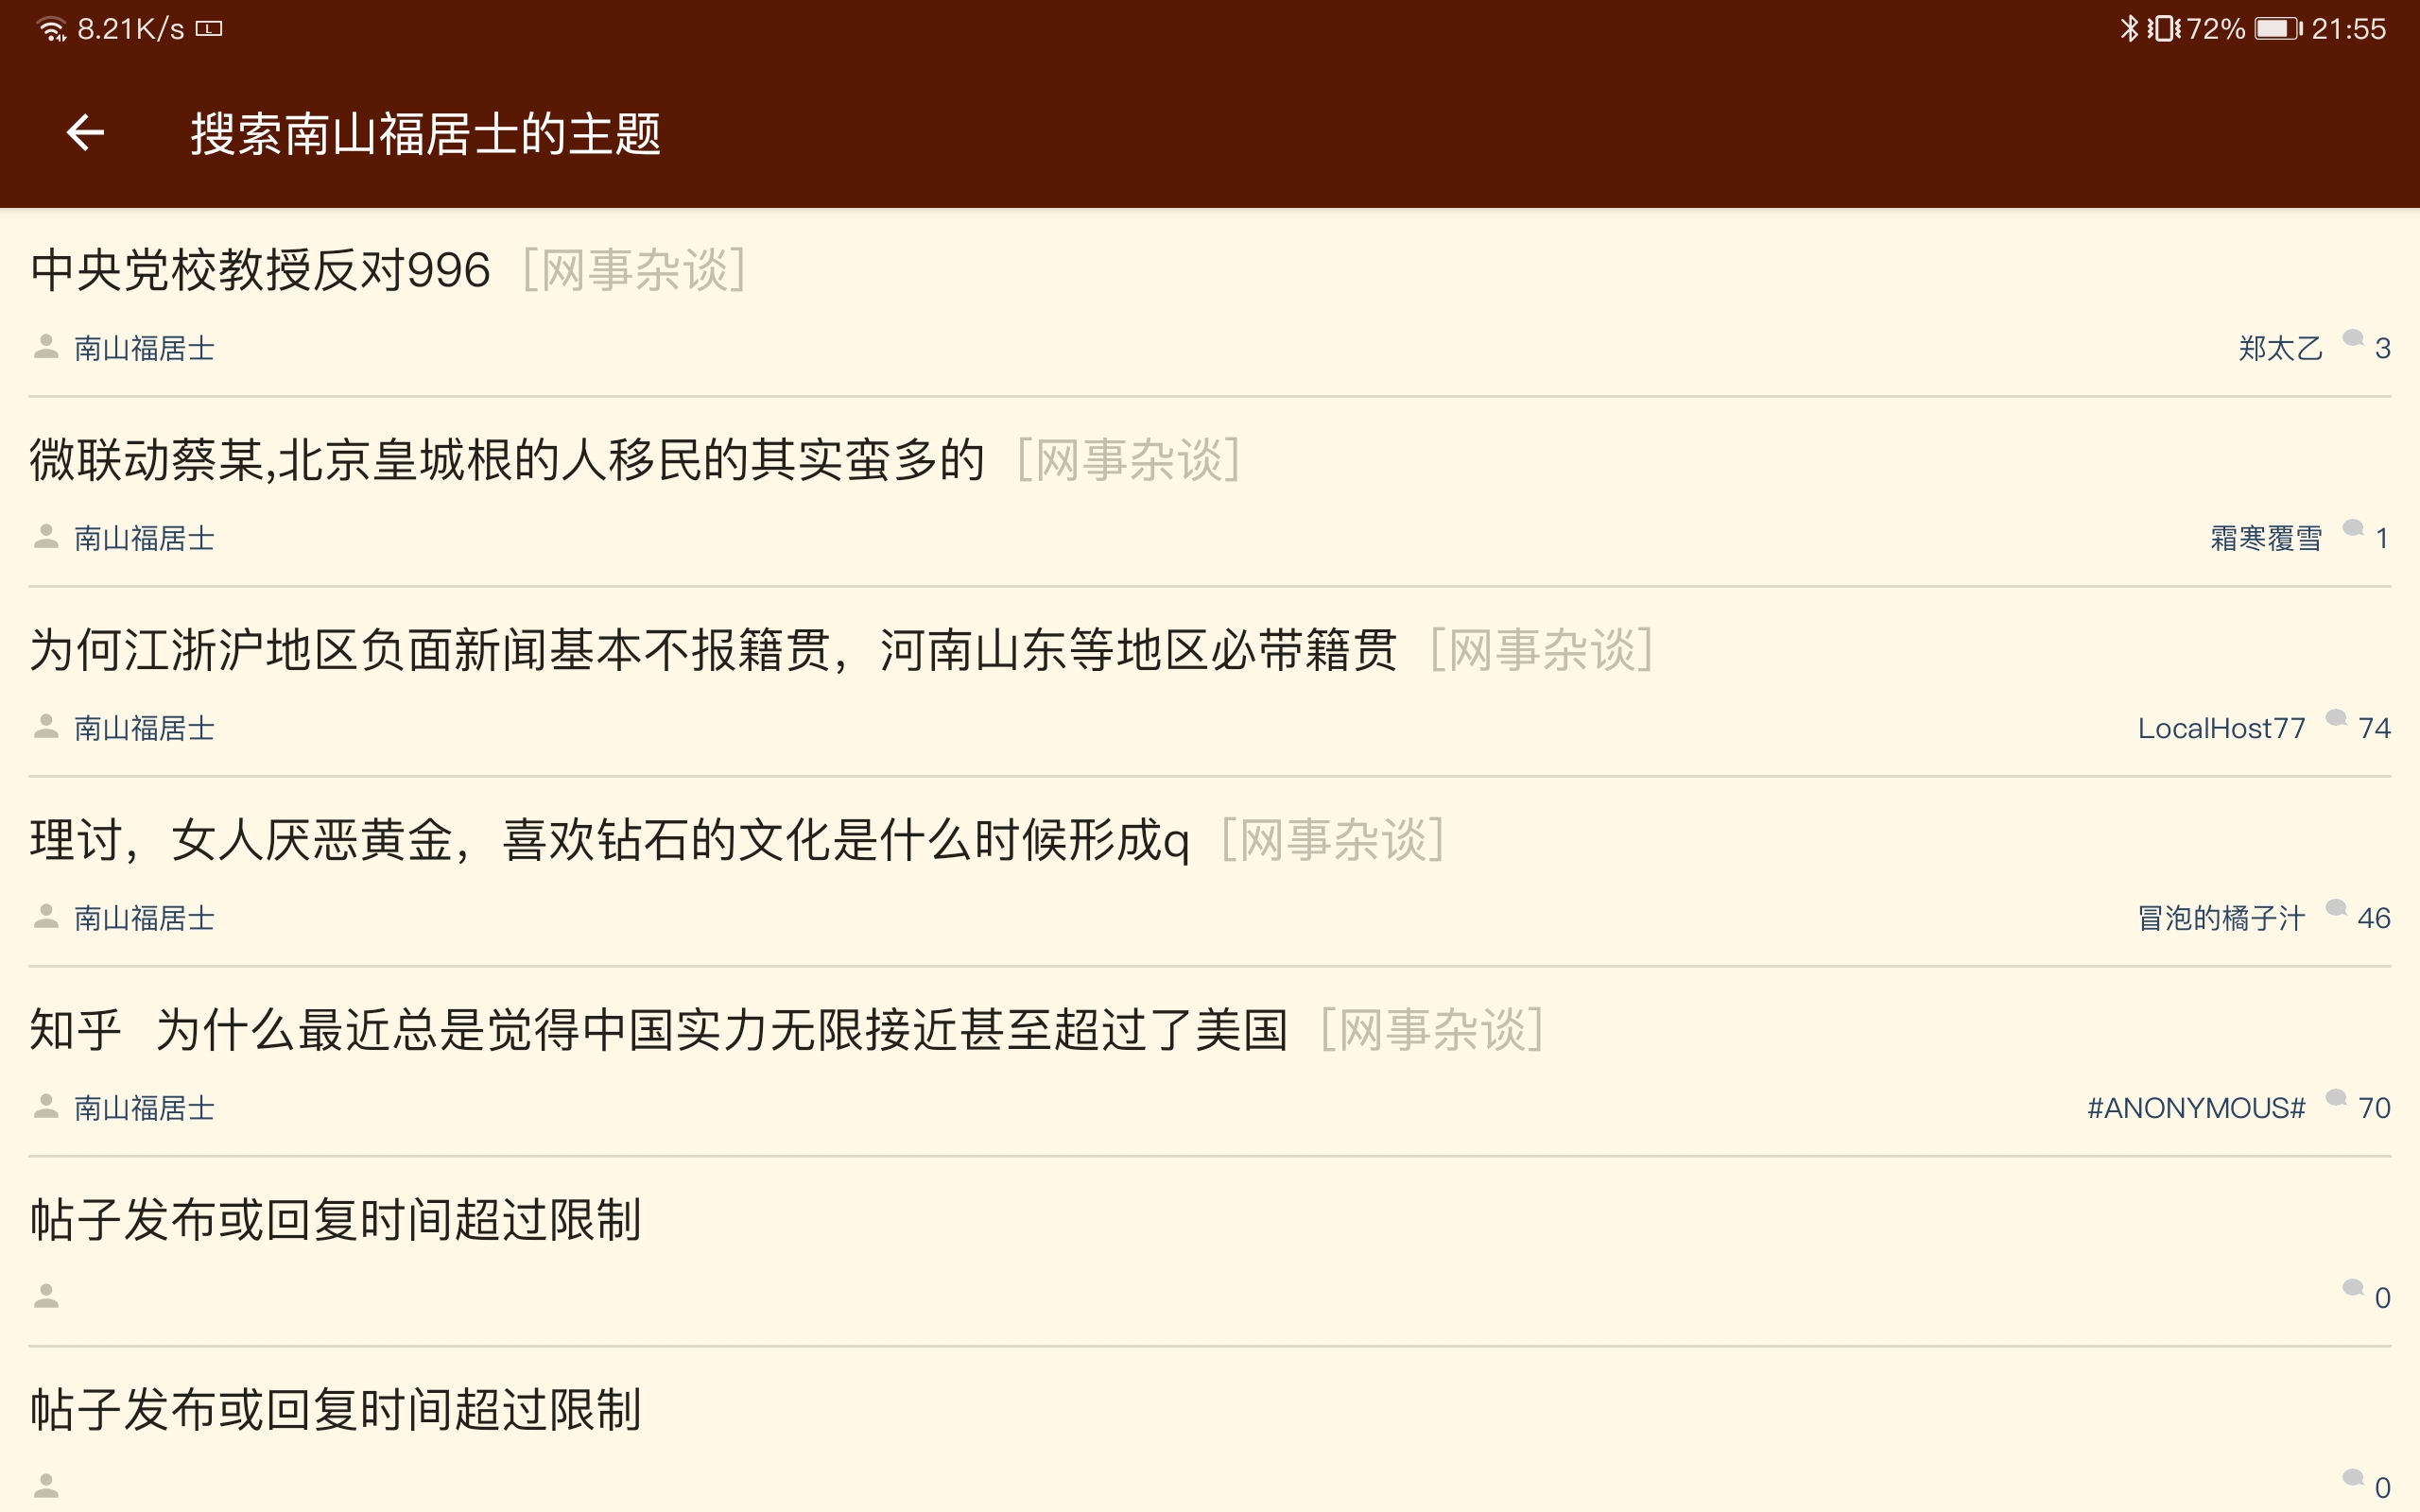 8.21K/s
72% 21:55
搜索南山福居士的主题
中央党校教授反对996 [网事杂谈]
南山福居士 郑太乙 3
微联动蔡某,北京皇城根的人移民的其实蛮多的 [网事杂谈]
南山福居士 霜寒覆雪 1
为何江浙沪地区负面新闻基本不报籍贯，河南山东等地区必带籍贯 [网事杂谈]
南山福居士 LocalHost77 74
理讨，女人厌恶黄金，喜欢钻石的文化是什么时候形成q [网事杂谈]
南山福居士 冒泡的橘子汁 46
知乎 为什么最近总是觉得中国实力无限接近甚至超过了美国 [网事杂谈]
南山福居士 #ANONYMOUS# 70
帖子发布或回复时间超过限制
0
帖子发布或回复时间超过限制
0